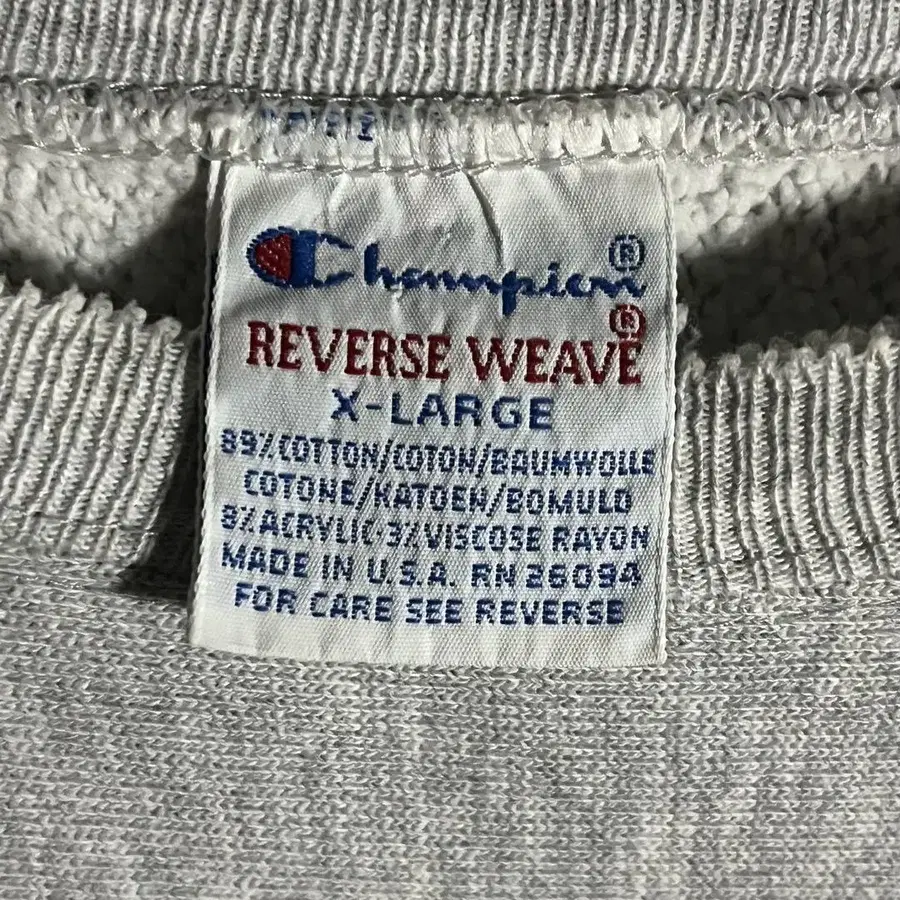 Champion®
REVERSE WEAVE®
X-LARGE
89% COTTON/COTON/BAUMWOLLE
COTONE/KATOEN/BOMULD
8% ACRYLIC·3% VISCOSE RAYON
MADE IN U.S.A. RN 26094
FOR CARE SEE REVERSE